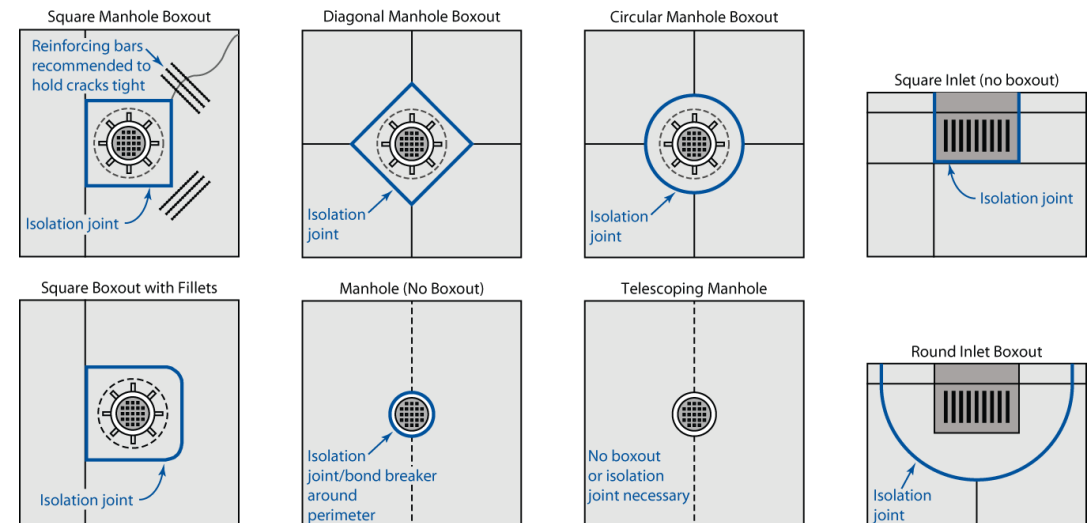 Square Manhole Boxout
Reinforcing bars
recommended to
hold cracks tight
Isolation joint
Diagonal Manhole Boxout
Isolation
joint
Circular Manhole Boxout
Isolation
joint
Square Inlet (no boxout)
Isolation joint
Square Boxout with Fillets
Isolation joint
Manhole (No Boxout)
Isolation
joint/bond breaker
around
perimeter
Telescoping Manhole
No boxout
or isolation
joint necessary
Round Inlet Boxout
Isolation
joint